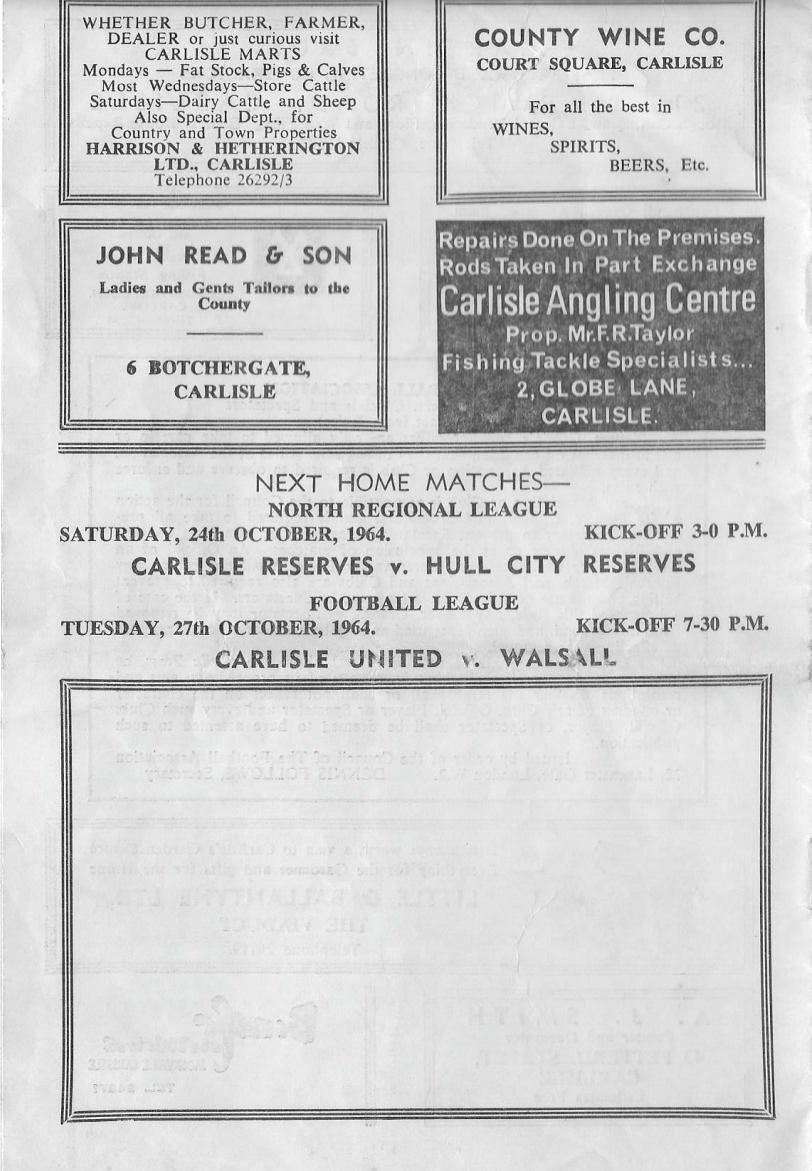 WHETHER BUTCHER, FARMER,
DEALER or just curious visit
CARLISLE MARTS
Mondays — Fat Stock, Pigs & Calves
Most Wednesdays—Store Cattle
Saturdays—Dairy Cattle and Sheep
Also Special Dept., for
Country and Town Properties
HARRISON & HETHERINGTON
LTD., CARLISLE
Telephone 26292/3
COUNTY WINE CO.
COURT SQUARE, CARLISLE
For all the best in
WINES,
SPIRITS,
BEERS, Etc.
JOHN READ & SON
Ladies and Gents Tailors to the
County
6 BOTCHERGATE,
CARLISLE
Repairs Done On The Premises.
Rods Taken In Part Exchange
Carlisle Angling Centre
Prop. Mr.F.R.Taylor
Fishing Tackle Specialists...
2, GLOBE LANE,
CARLISLE.
NEXT HOME MATCHES—
NORTH REGIONAL LEAGUE
SATURDAY, 24th OCTOBER, 1964. KICK-OFF 3-0 P.M.
CARLISLE RESERVES v. HULL CITY RESERVES
FOOTBALL LEAGUE
TUESDAY, 27th OCTOBER, 1964. KICK-OFF 7-30 P.M.
CARLISLE UNITED v. WALSALL